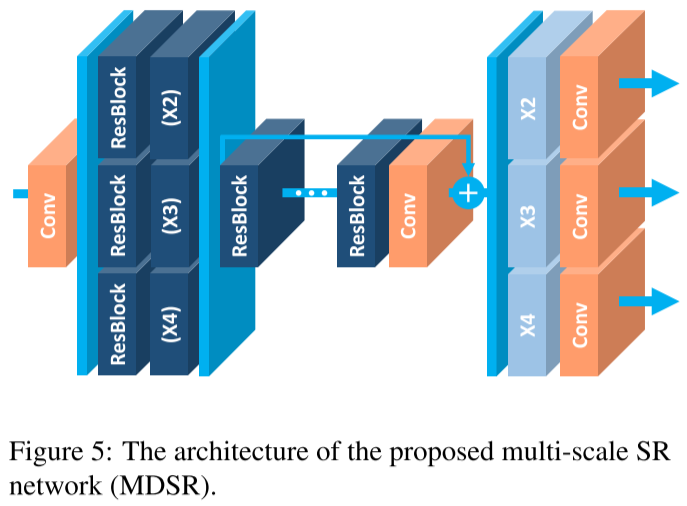 Conv
ResBlock
(X2)
ResBlock
(X3)
ResBlock
(X4)
ResBlock
ResBlock
Conv
+
X2
Conv
X3
Conv
X4
Conv
Figure 5: The architecture of the proposed multi-scale SR
network (MDSR).